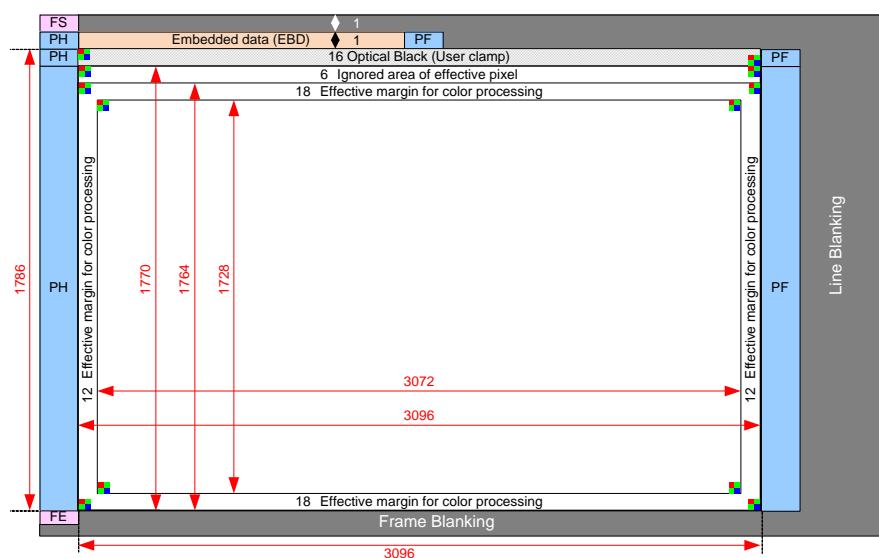 FS
1
PH
Embedded data (EBD)
1
PF
PH
16 Optical Black (User clamp)
PF
6 Ignored area of effective pixel
18 Effective margin for color processing
1786
PH
12 Effective margin for color processing
1770
1764
1728
12 Effective margin for color processing
PF
Line Blanking
3072
3096
18 Effective margin for color processing
FE
Frame Blanking
3096